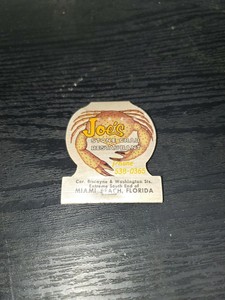 Joe's
STONE CRAB
RESTAURANT
Cor. Biscayne & Washington Sts.
Extreme South End of
MIAMI BEACH, FLORIDA